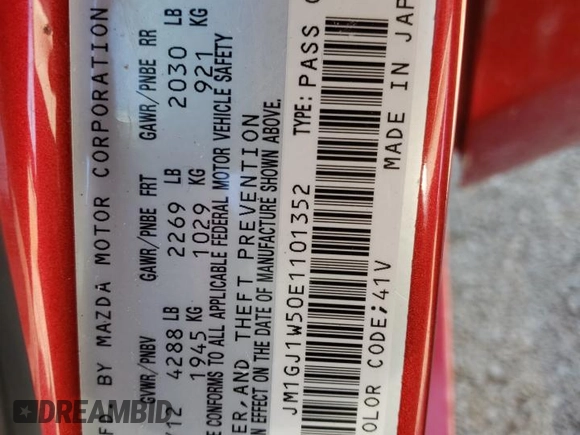 FD BY MAZDA MOTOR CORPORATION
GVWR/PNBV GAWR/PNBE FRT GAWR/PNBE RR
/12 4288 LB 2269 LB 2030 LB
1945 KG 1029 KG 921 KG
E CONFORMS TO ALL APPLICABLE FEDERAL MOTOR VEHICLE SAFETY
ER,AND THEFT PREVENTION
N EFFECT ON THE DATE OF MANUFACTURE SHOWN ABOVE.
JM1GJ1W50E1101352 TYPE: PASS
OLOR CODE;41V MADE IN JAP
DREAMBID